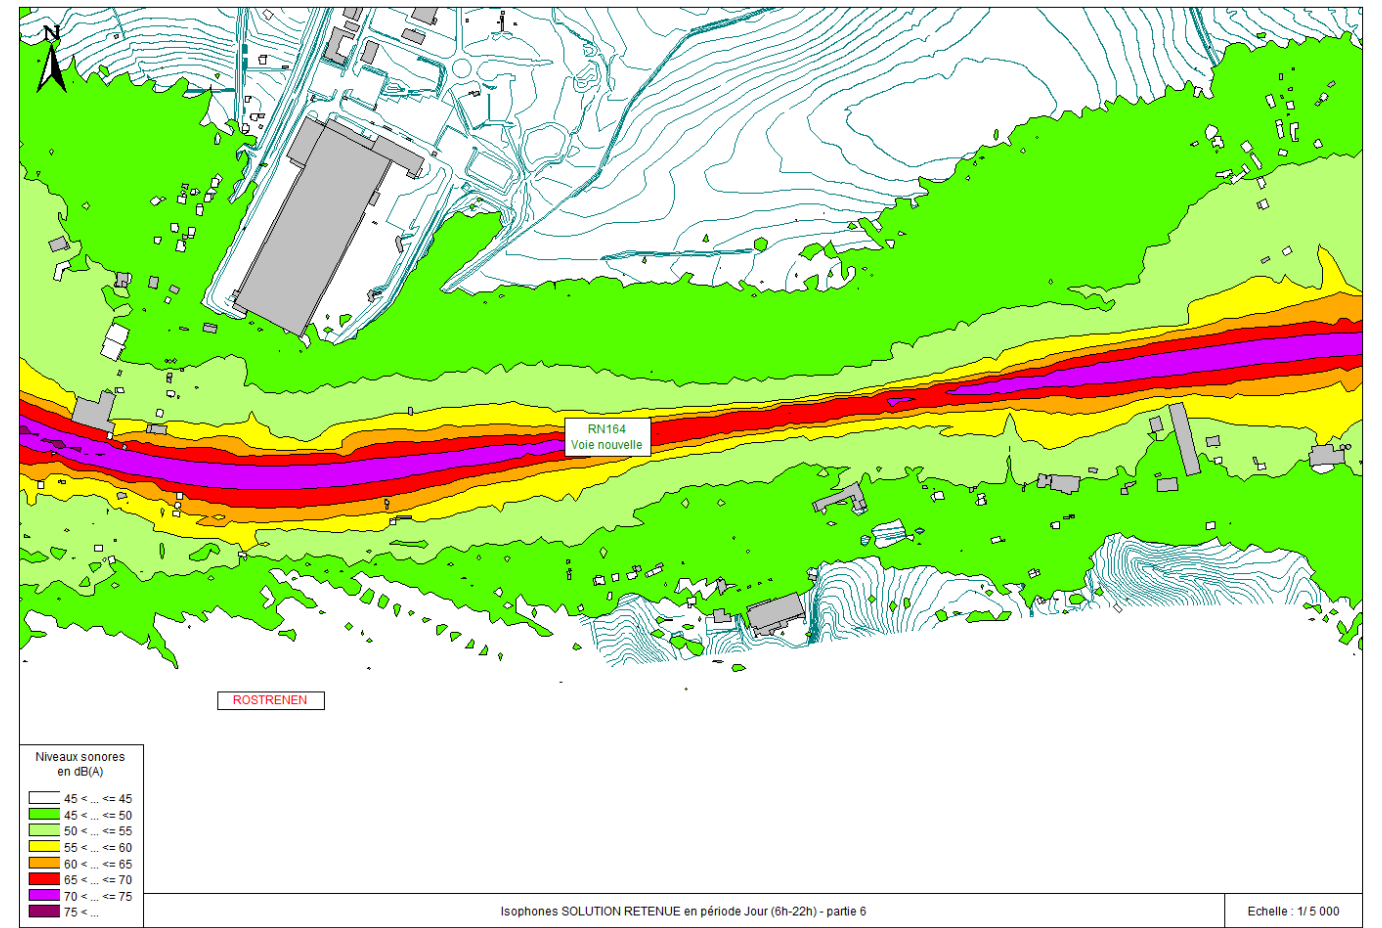 N
RN164
Voie nouvelle
ROSTRENEN
Niveaux sonores
en dB(A)
45 < ... <= 45
45 < ... <= 50
50 < ... <= 55
55 < ... <= 60
60 < ... <= 65
65 < ... <= 70
70 < ... <= 75
75 < ...
Isophones SOLUTION RETENUE en période Jour (6h-22h) - partie 6
Echelle : 1/ 5 000